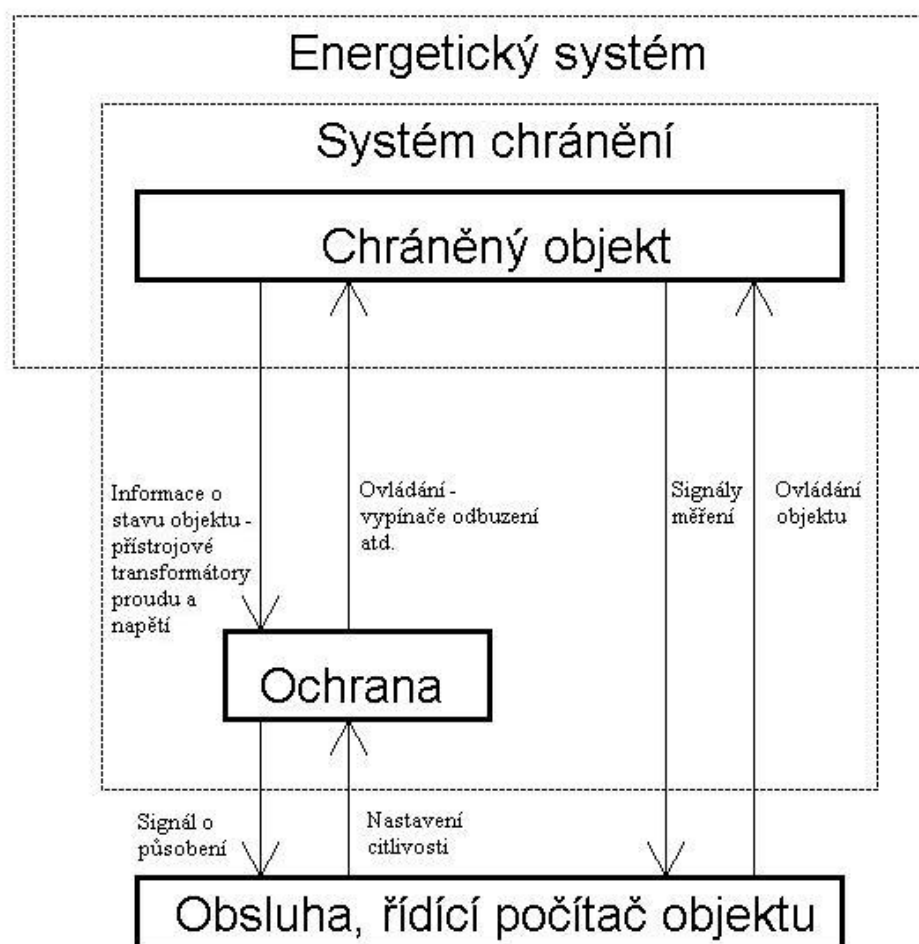 Energetický systém
Systém chránění
Chráněný objekt
Informace o
stavu objektu -
přístrojové
transformátory
proudu a
napětí
Ovládání -
vypínače odbuzení
atd.
Signály
měření
Ovládání
objektu
Ochrana
Signál o
působení
Nastavení
citlivosti
Obsluha, řídící počítač objektu